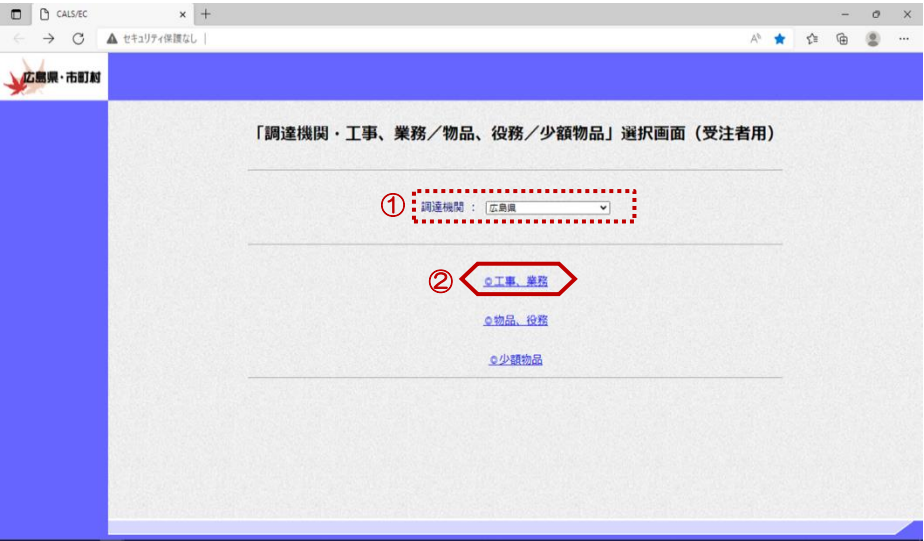 CALS/EC
セキュリティ保護なし
広島県・市町村
「調達機関・工事、業務／物品、役務／少額物品」選択画面（受注者用）
① 調達機関 ： 広島県
② ◎工事、業務
◎物品、役務
◎少額物品